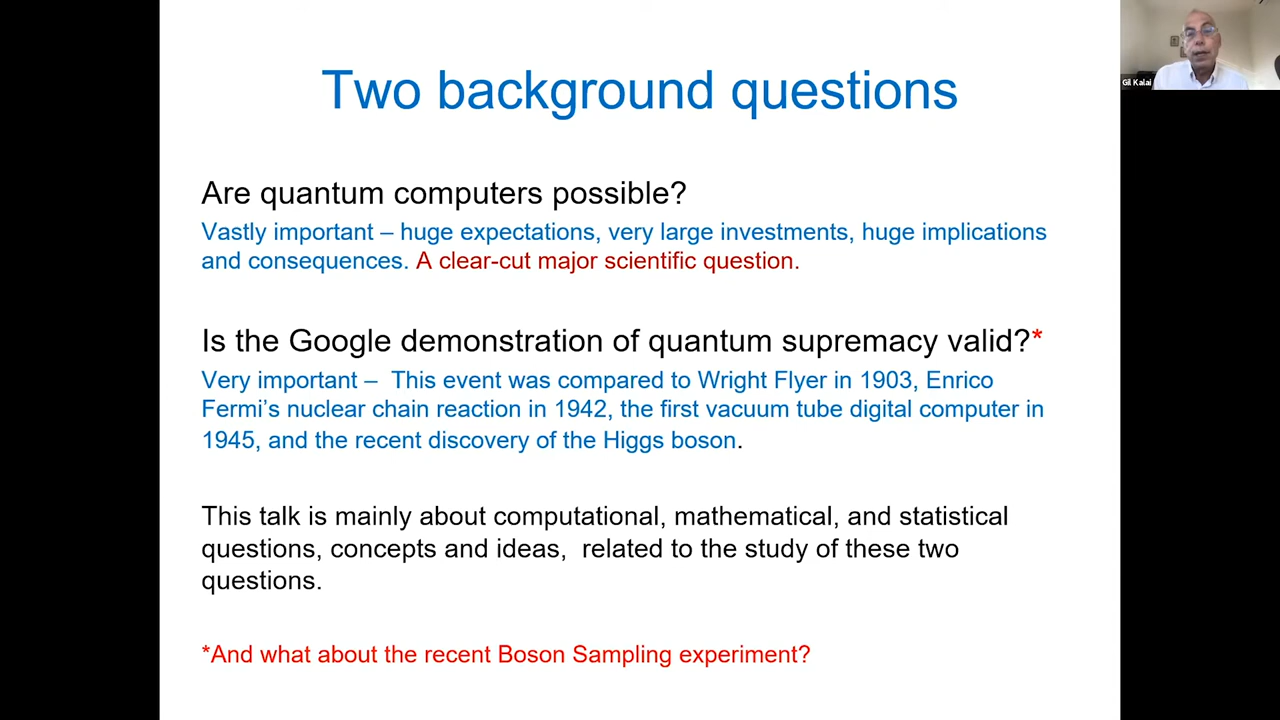 Two background questions
Gil Kalai
Are quantum computers possible?
Vastly important – huge expectations, very large investments, huge implications
and consequences. A clear-cut major scientific question.
Is the Google demonstration of quantum supremacy valid?*
Very important –  This event was compared to Wright Flyer in 1903, Enrico
Fermi’s nuclear chain reaction in 1942, the first vacuum tube digital computer in
1945, and the recent discovery of the Higgs boson.
This talk is mainly about computational, mathematical, and statistical
questions, concepts and ideas,  related to the study of these two
questions.
*And what about the recent Boson Sampling experiment?